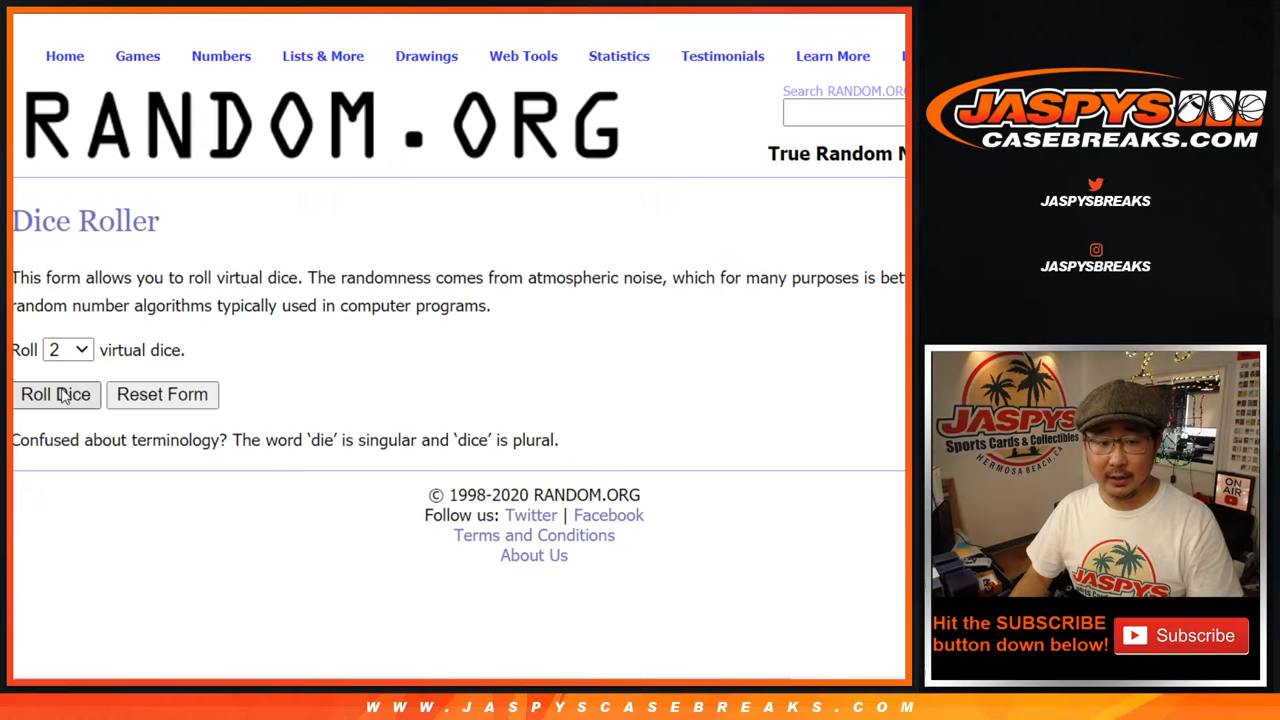 Home Games Numbers Lists & More Drawings Web Tools Statistics Testimonials Learn More
RANDOM.ORG
Search RANDOM.ORG
True Random N
Dice Roller
This form allows you to roll virtual dice. The randomness comes from atmospheric noise, which for many purposes is bet
random number algorithms typically used in computer programs.
Roll 2 virtual dice.
Roll Dice Reset Form
Confused about terminology? The word ‘die’ is singular and ‘dice’ is plural.
© 1998-2020 RANDOM.ORG
Follow us: Twitter | Facebook
Terms and Conditions
About Us
JASPYS
CASEBREAKS.COM
JASPYSBREAKS
JASPYSBREAKS
JASPYS
Sports Cards & Collectibles
HERMOSA BEACH, CA
ON
AIR
JASPYS
Hit the SUBSCRIBE
button down below!
Subscribe
WWW.JASPYSCASEBREAKS.COM